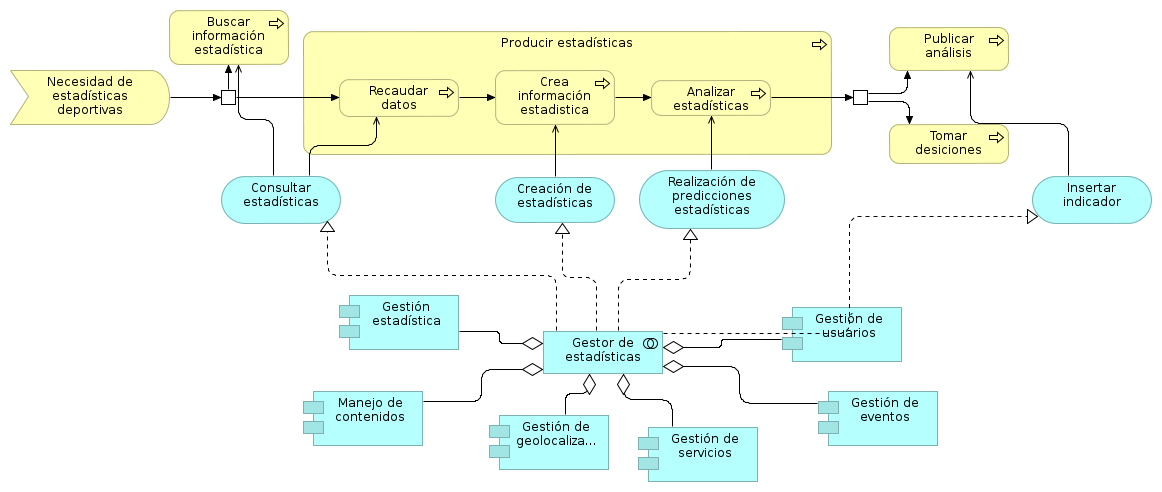 Buscar
información
estadística
Producir estadísticas
Publicar
análisis
Necesidad de
estadísticas
deportivas
Recaudar
datos
Crea
información
estadistica
Analizar
estadísticas
Tomar
desiciones
Consultar
estadísticas
Creación de
estadísticas
Realización de
predicciones
estadísticas
Insertar
indicador
Gestión
estadística
Gestor de
estadísticas
Gestión de
usuarios
Manejo de
contenidos
Gestión de
geolocaliza...
Gestión de
servicios
Gestión de
eventos